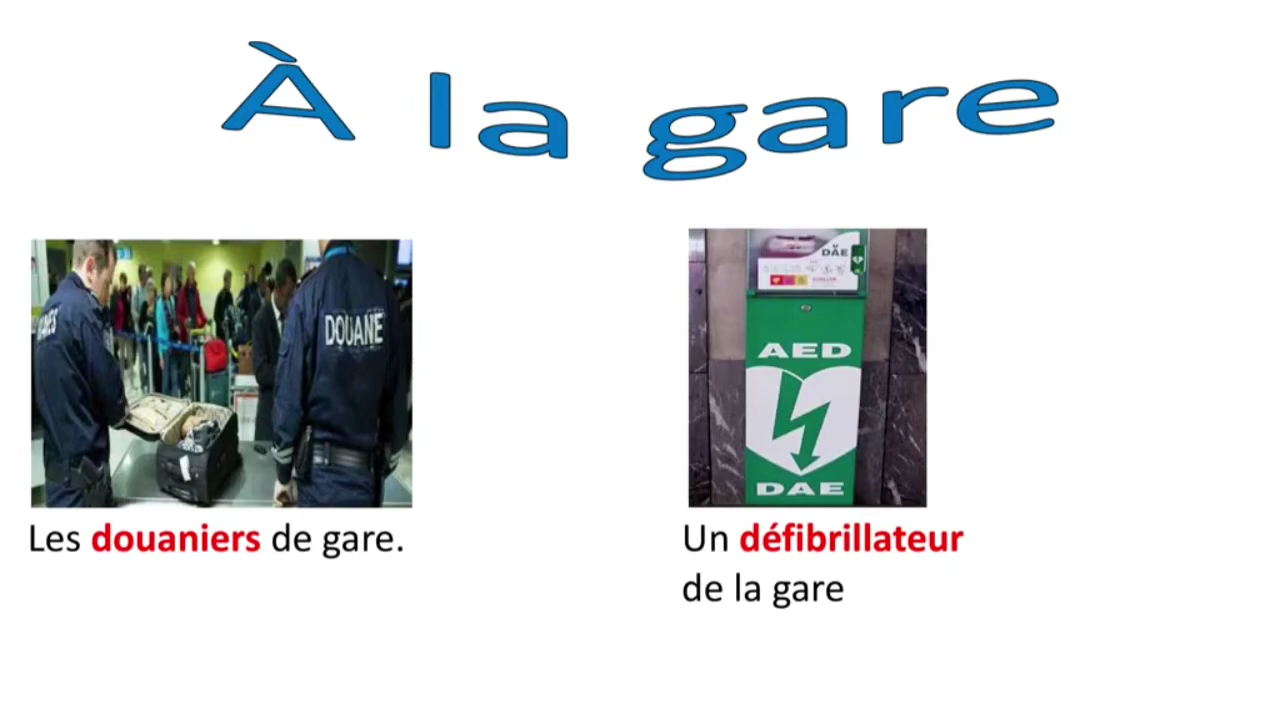 À la gare
DOUANE
DAE
AED
DAE
Les douaniers de gare.
Un défibrillateur
de la gare